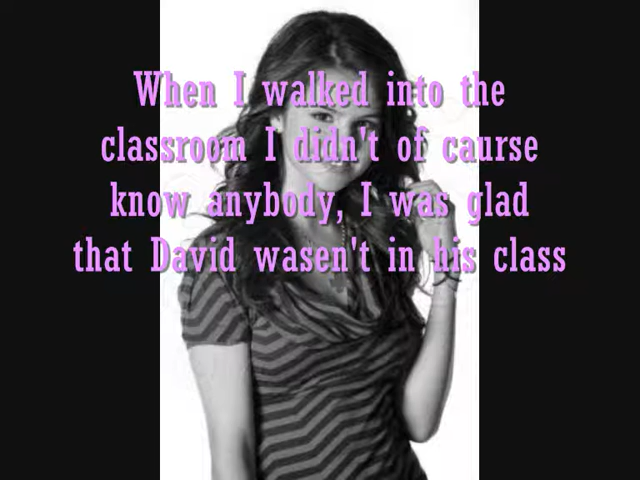 When I walked into the
classroom I didn't of caurse
know anybody, I was glad
that David wasen't in his class